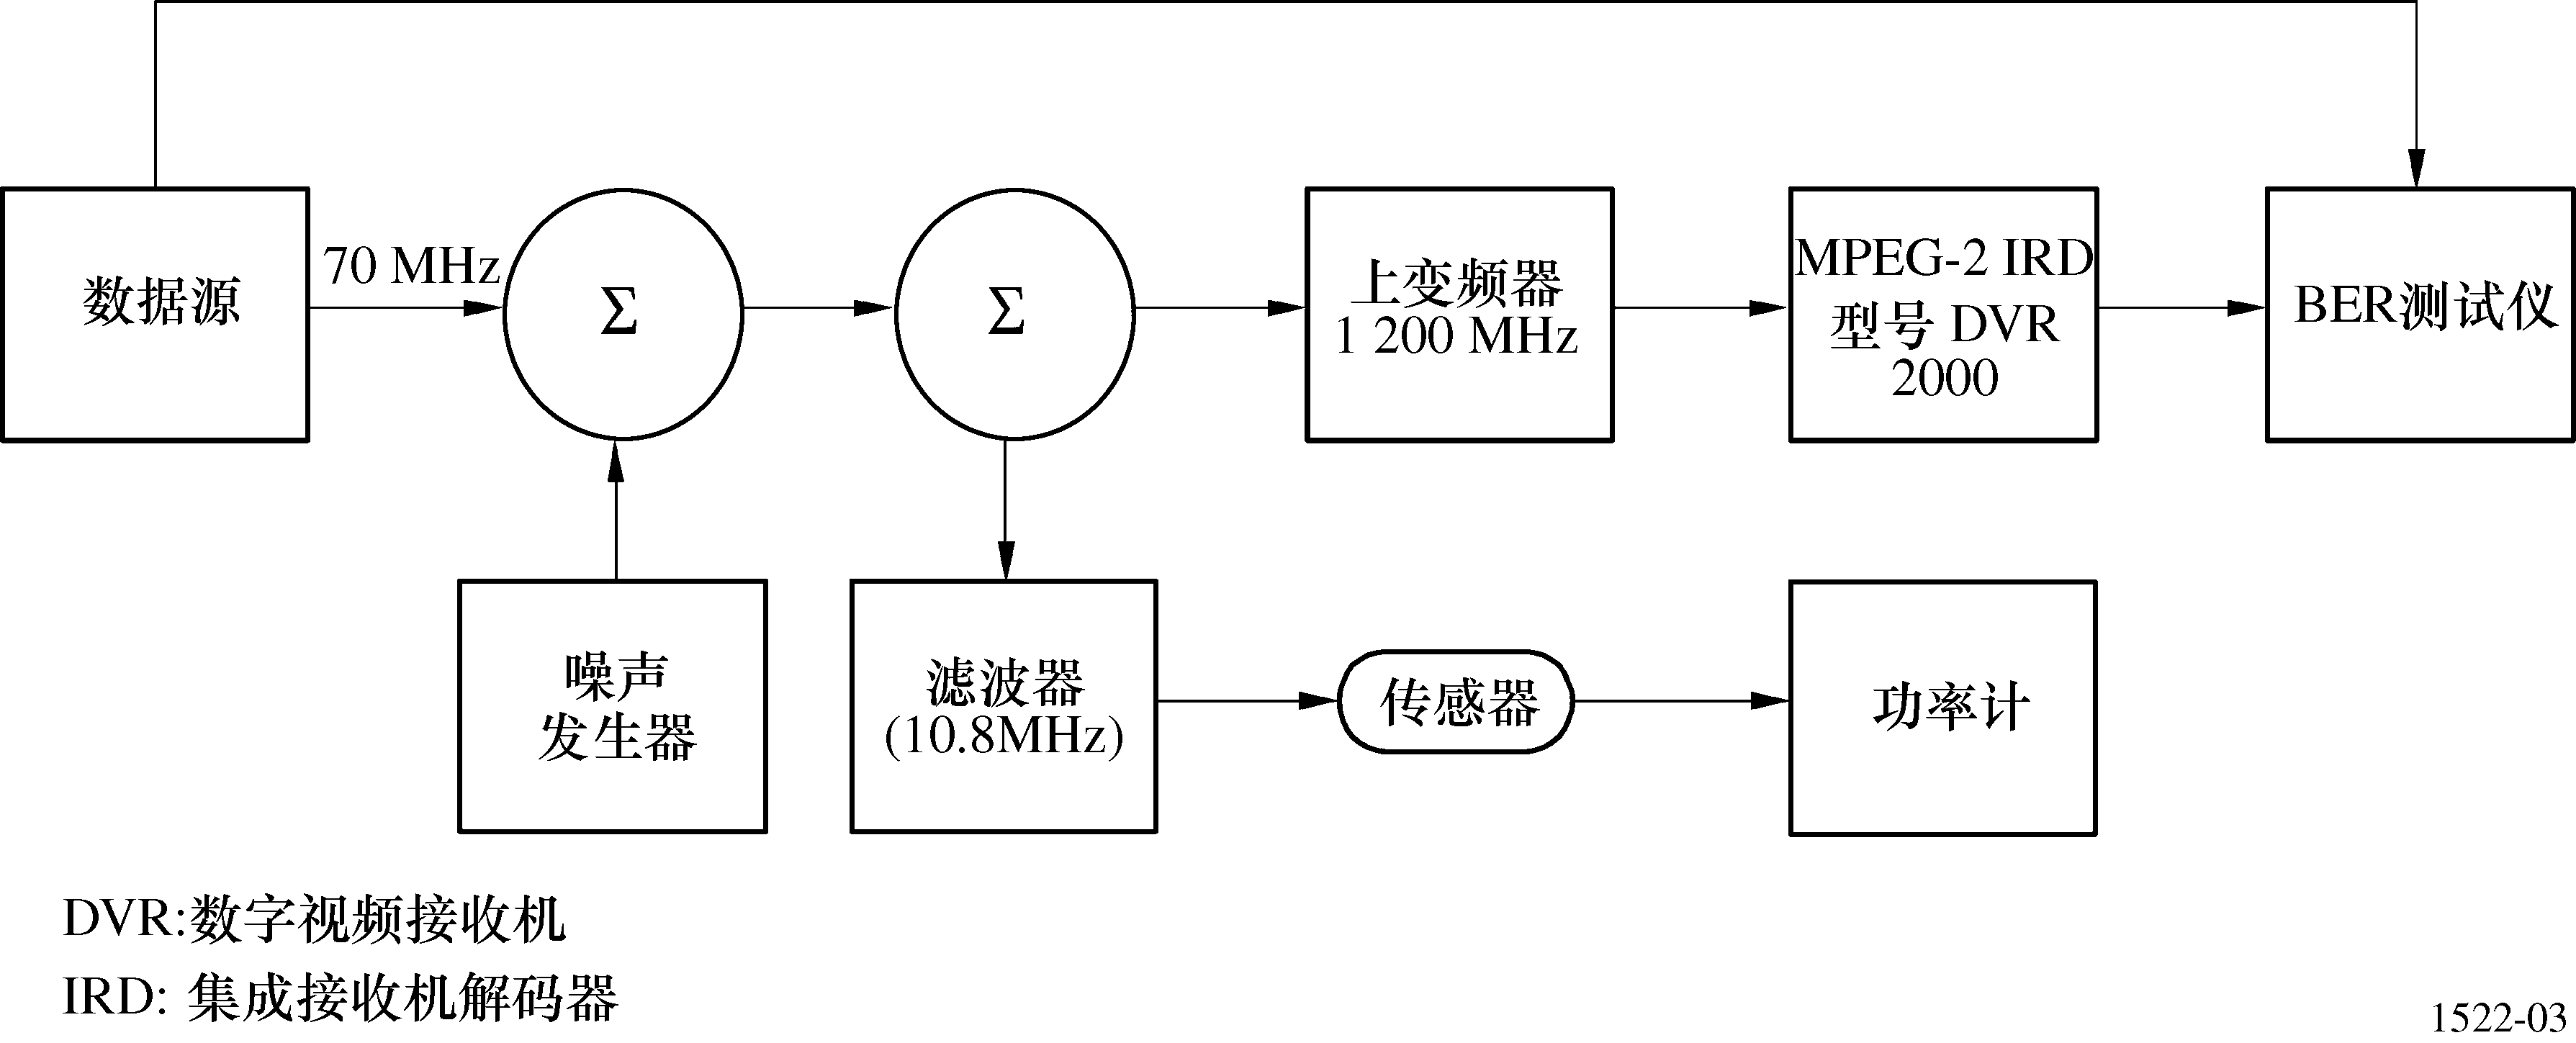 数据源
70 MHz
Σ
Σ
上变频器
1 200 MHz
MPEG-2 IRD
型号 DVR
2000
BER测试仪
噪声
发生器
滤波器
(10.8MHz)
传感器
功率计
DVR:数字视频接收机
IRD: 集成接收机解码器
1522-03